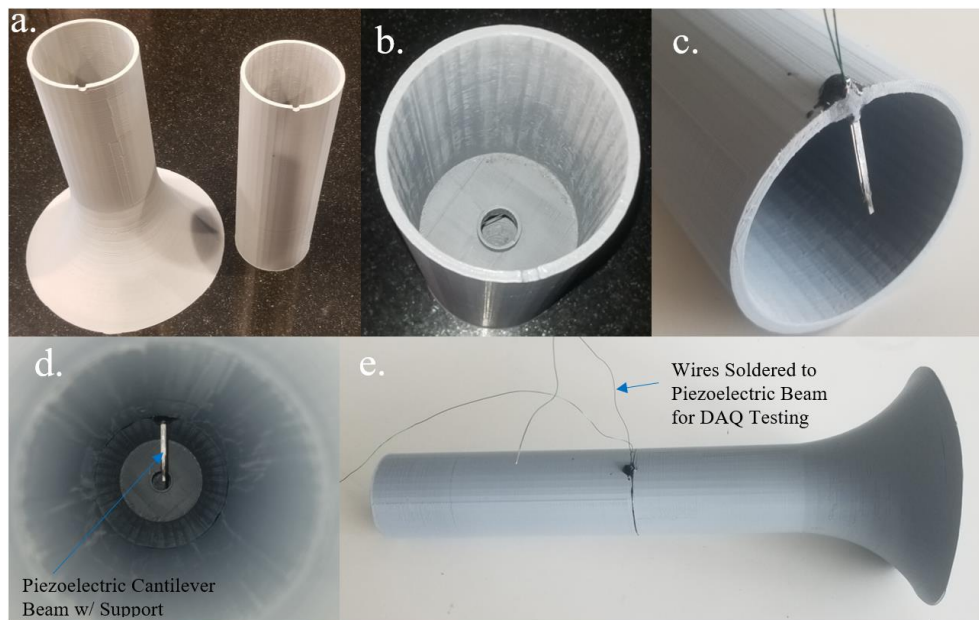 a.
b.
c.
d.
Piezoelectric Cantilever
Beam w/ Support
e.
Wires Soldered to
Piezoelectric Beam
for DAQ Testing